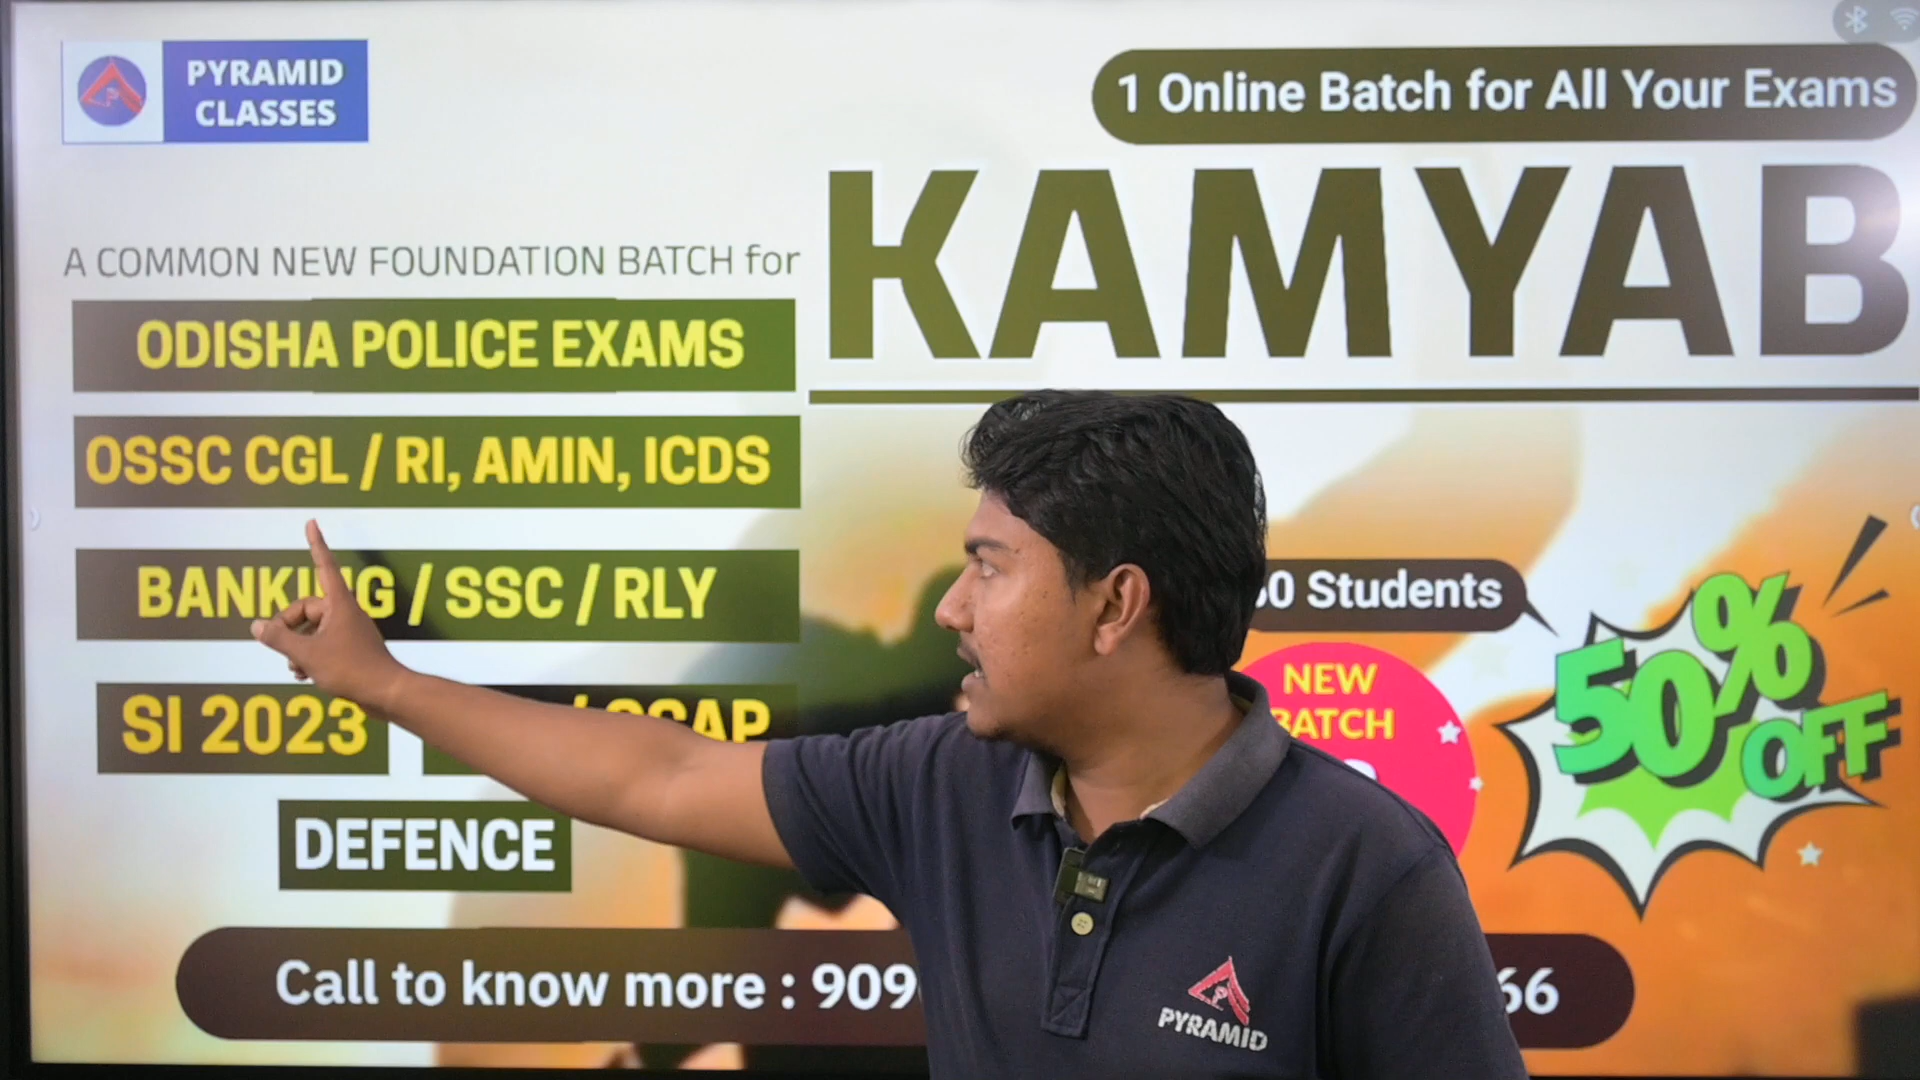 PYRAMID
CLASSES
1 Online Batch for All Your Exams
KAMYAB
A COMMON NEW FOUNDATION BATCH for
ODISHA POLICE EXAMS
OSSC CGL / RI, AMIN, ICDS
BANKING / SSC / RLY
SI 2023
DEFENCE
Students
NEW
BATCH
50% OFF
Call to know more : 909
66
PYRAMID